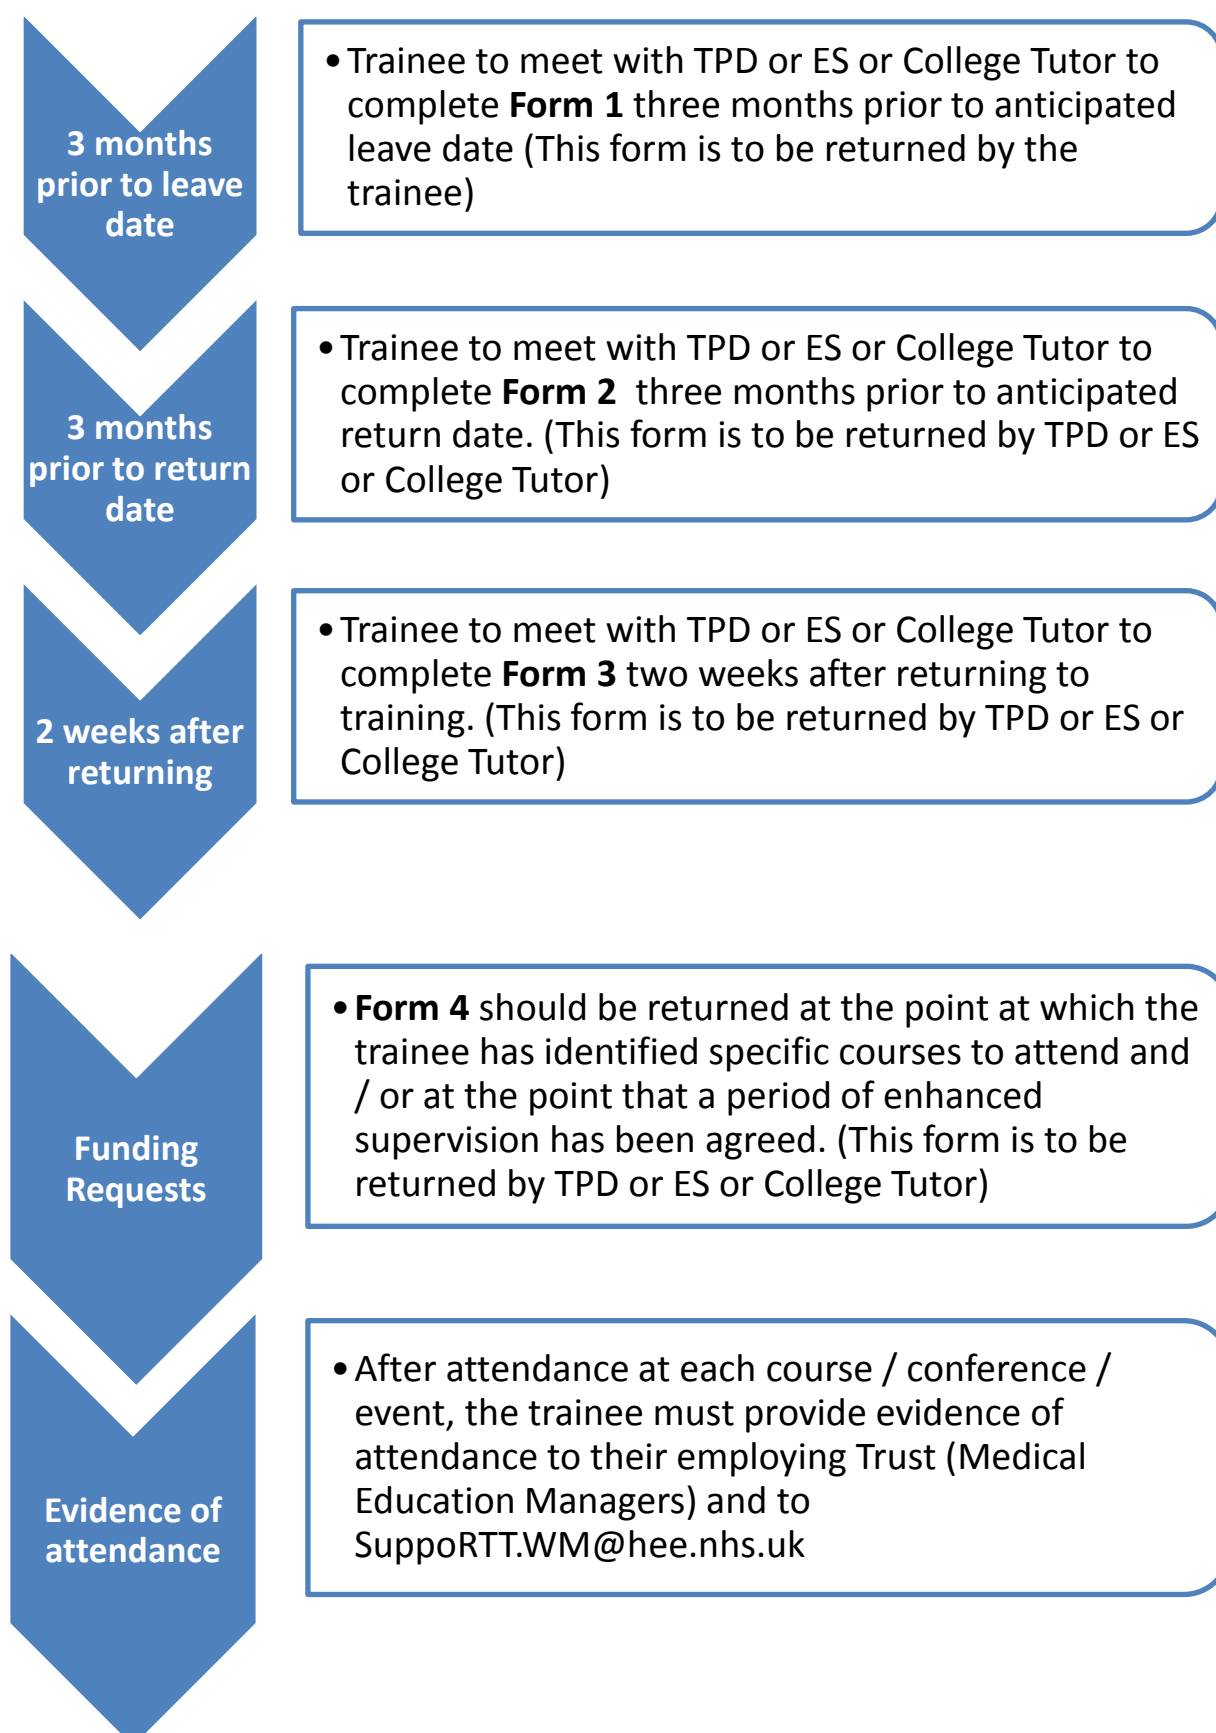 3 months
prior to leave
date
• Trainee to meet with TPD or ES or College Tutor to
complete Form 1 three months prior to anticipated
leave date (This form is to be returned by the
trainee)
3 months
prior to return
date
• Trainee to meet with TPD or ES or College Tutor to
complete Form 2  three months prior to anticipated
return date. (This form is to be returned by TPD or ES
or College Tutor)
2 weeks after
returning
• Trainee to meet with TPD or ES or College Tutor to
complete Form 3 two weeks after returning to
training. (This form is to be returned by TPD or ES or
College Tutor)
Funding
Requests
• Form 4 should be returned at the point at which the
trainee has identified specific courses to attend and
/ or at the point that a period of enhanced
supervision has been agreed. (This form is to be
returned by TPD or ES or College Tutor)
Evidence of
attendance
• After attendance at each course / conference /
event, the trainee must provide evidence of
attendance to their employing Trust (Medical
Education Managers) and to
SuppoRTT.WM@hee.nhs.uk